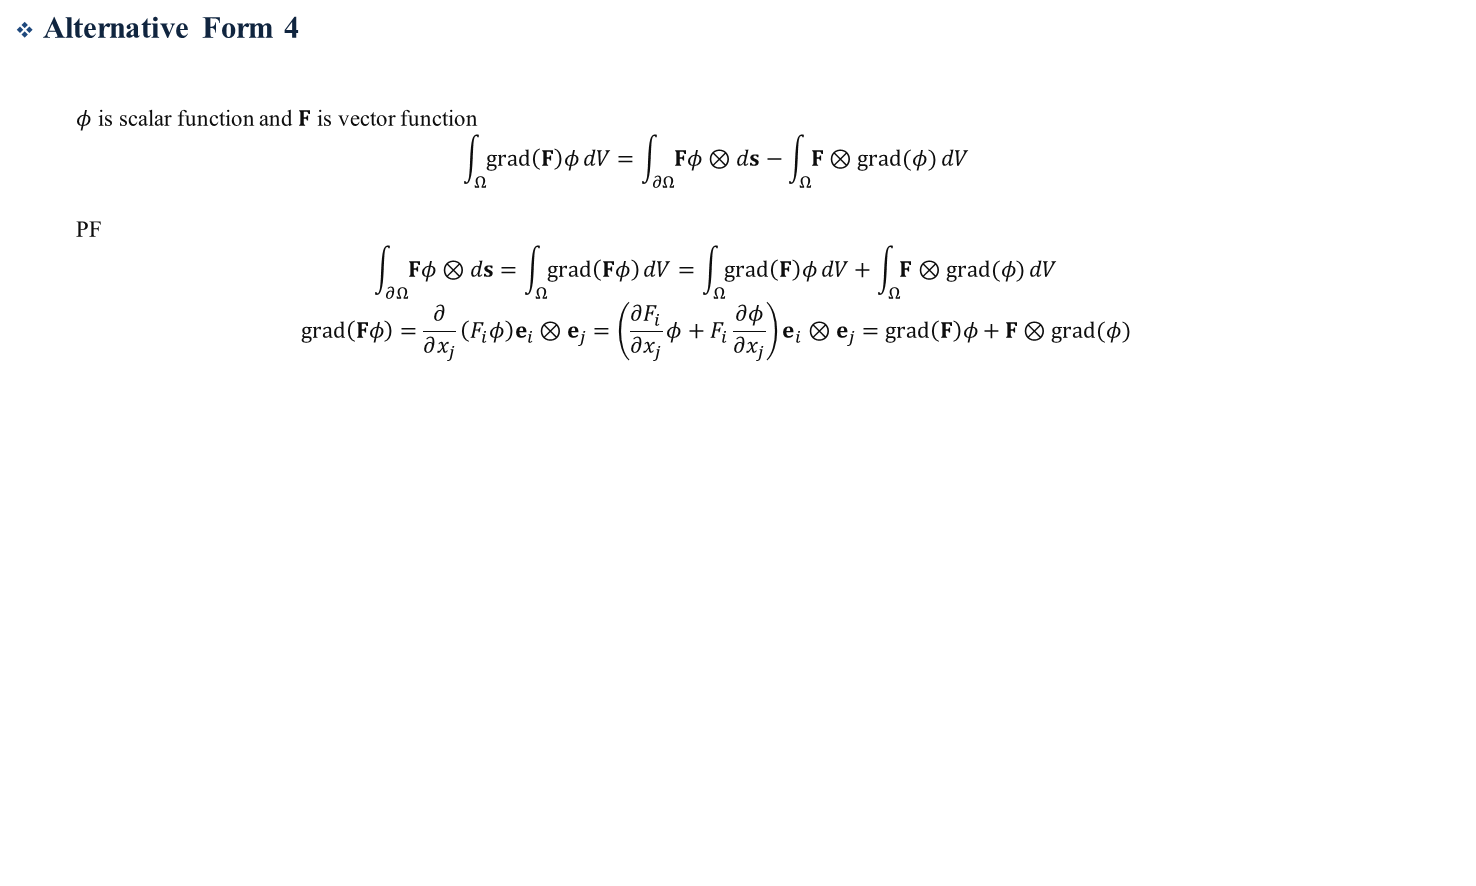 ❖ Alternative Form 4
𝜙 is scalar function and 𝐅 is vector function
∫_Ω grad(𝐅)𝜙 𝑑𝑉 = ∫_∂Ω 𝐅𝜙 ⊗ 𝑑𝐬 − ∫_Ω 𝐅 ⊗ grad(𝜙) 𝑑𝑉
PF
∫_∂Ω 𝐅𝜙 ⊗ 𝑑𝐬 = ∫_Ω grad(𝐅𝜙) 𝑑𝑉 = ∫_Ω grad(𝐅)𝜙 𝑑𝑉 + ∫_Ω 𝐅 ⊗ grad(𝜙) 𝑑𝑉
grad(𝐅𝜙) = ∂/∂𝑥_𝑗 (𝐹_𝑖𝜙)𝐞_𝑖 ⊗ 𝐞_𝑗 = (∂𝐹_𝑖/∂𝑥_𝑗 𝜙 + 𝐹_𝑖 ∂𝜙/∂𝑥_𝑗) 𝐞_𝑖 ⊗ 𝐞_𝑗 = grad(𝐅)𝜙 + 𝐅 ⊗ grad(𝜙)